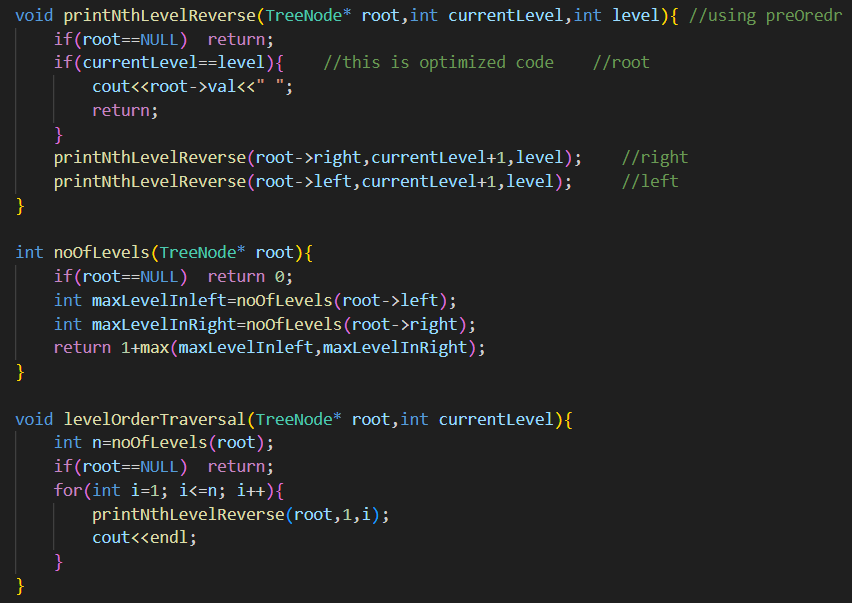 void printNthLevelReverse(TreeNode* root,int currentLevel,int level){ //using preOredr
    if(root==NULL)  return;
    if(currentLevel==level){    //this is optimized code    //root
        cout<<root->val<<" ";
        return;
    }
    printNthLevelReverse(root->right,currentLevel+1,level);    //right
    printNthLevelReverse(root->left,currentLevel+1,level);     //left
}

int noOfLevels(TreeNode* root){
    if(root==NULL)  return 0;
    int maxLevelInleft=noOfLevels(root->left);
    int maxLevelInRight=noOfLevels(root->right);
    return 1+max(maxLevelInleft,maxLevelInRight);
}

void levelOrderTraversal(TreeNode* root,int currentLevel){
    int n=noOfLevels(root);
    if(root==NULL)  return;
    for(int i=1; i<=n; i++){
        printNthLevelReverse(root,1,i);
        cout<<endl;
    }
}